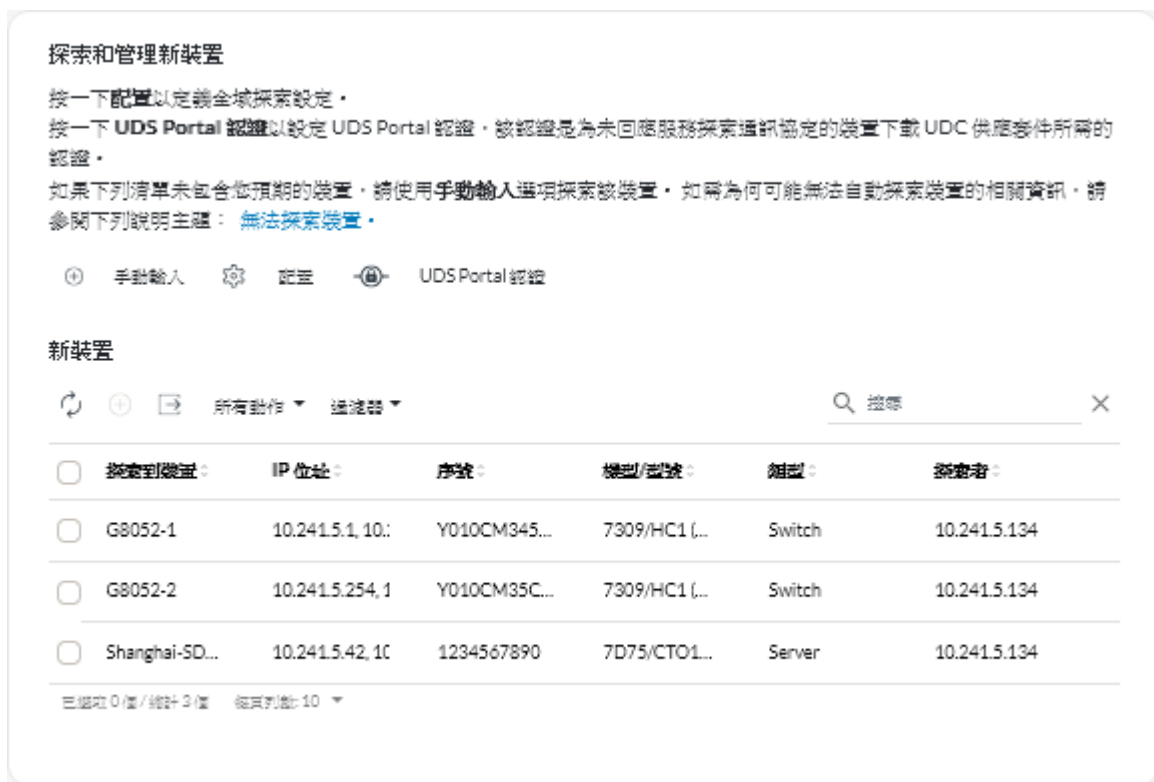 探索和管理新裝置
按一下配置以定義全域探索設定。
按一下 UDS Portal 認證以設定 UDS Portal 認證，該認證是為未回應服務探索通訊協定的裝置下載 UDC 供應套件所需的
認證。
如果下列清單未包含您預期的裝置，請使用手動輸入選項探索該裝置。 如需為何可能無法自動探索裝置的相關資訊，請
參閱下列說明主題： 無法探索裝置。
手動輸入 配置 UDS Portal 認證
新裝置
所有動作 過濾器 搜尋
探索到裝置 IP 位址 序號 機型/型號 類型 探索者
G8052-1 10.241.5.1, 10.: Y010CM345... 7309/HC1 (... Switch 10.241.5.134
G8052-2 10.241.5.254, 1 Y010CM35C... 7309/HC1 (... Switch 10.241.5.134
Shanghai-SD... 10.241.5.42, 10 1234567890 7D75/CTO1... Server 10.241.5.134
已選取 0 個 / 總計 3 個 每頁列數: 10